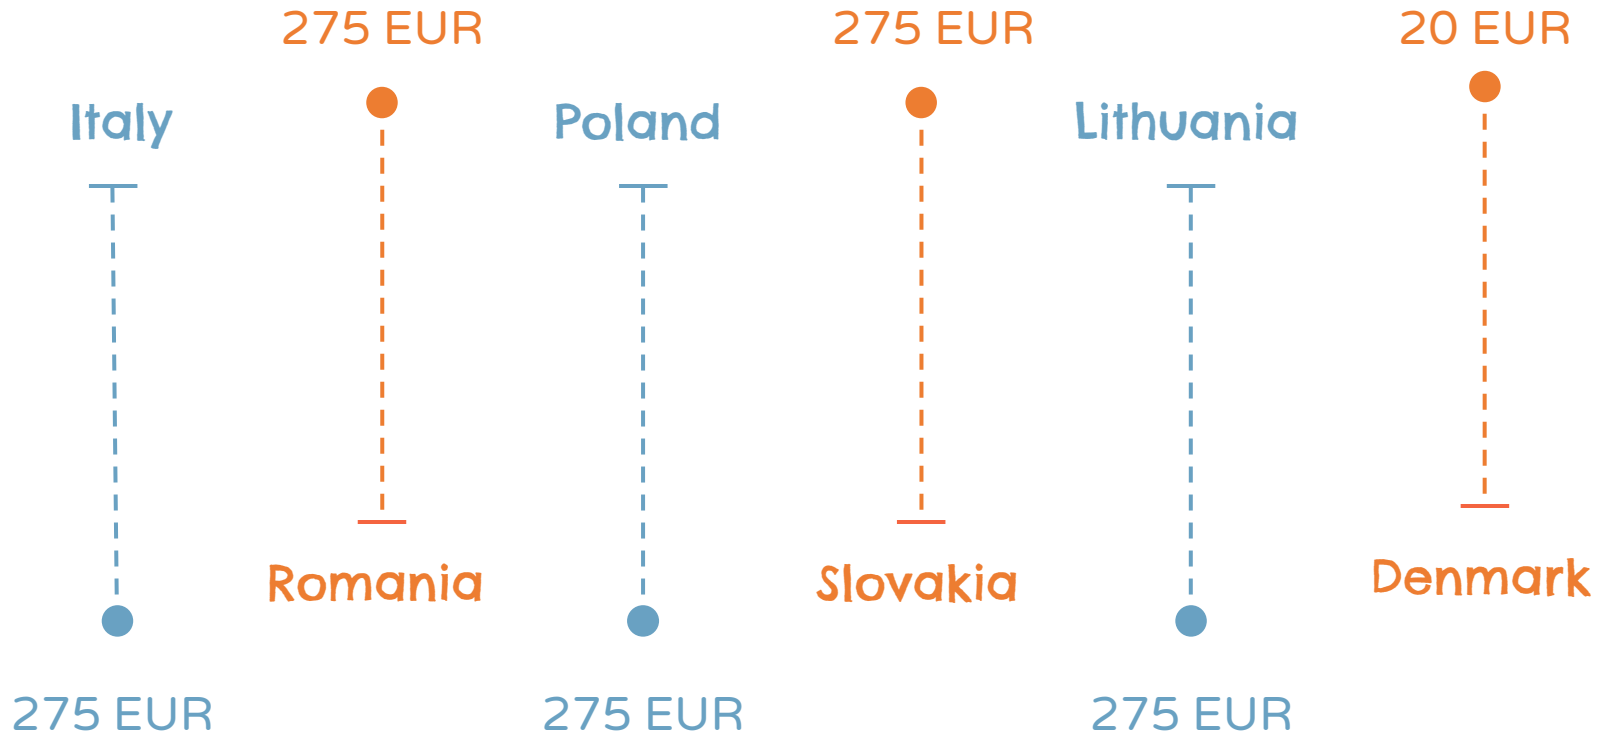 275 EUR
275 EUR
20 EUR
Italy
Poland
Lithuania
Romania
Slovakia
Denmark
275 EUR
275 EUR
275 EUR